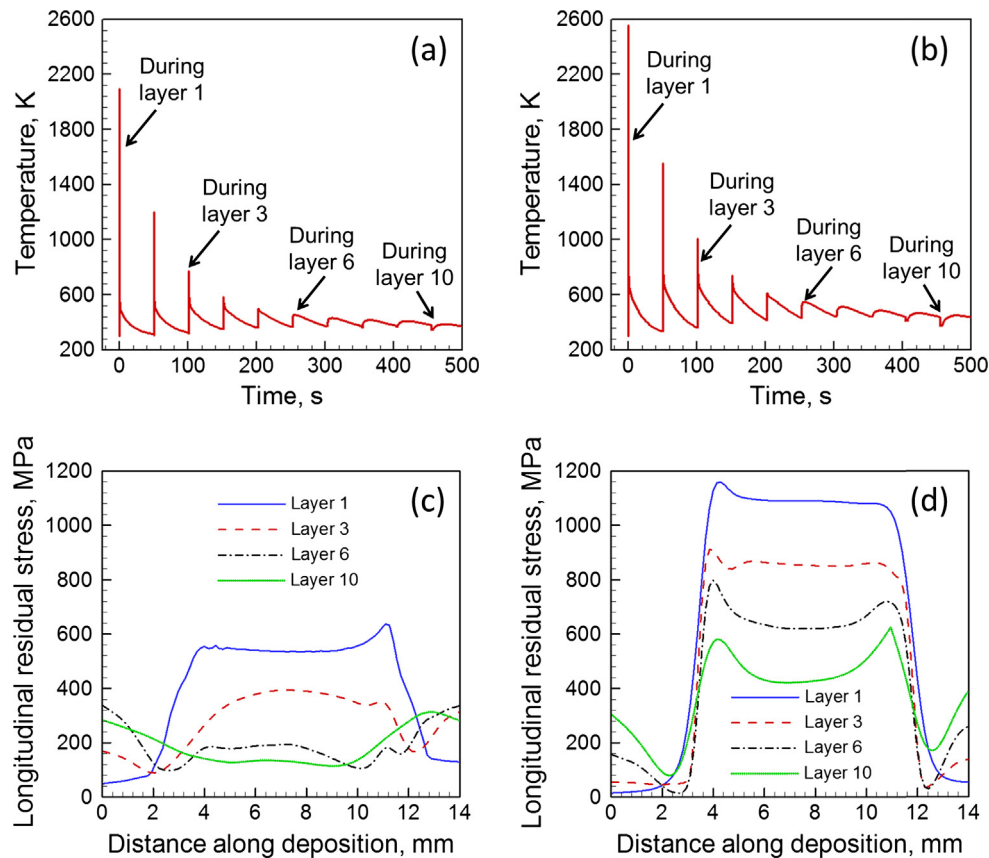 2600
2200
1800
1400
1000
600
200
Temperature, K
(a)
During
layer 1
During
layer 3
During
layer 6
During
layer 10
0
100
200
300
400
500
Time, s
2600
2200
1800
1400
1000
600
200
Temperature, K
(b)
During
layer 1
During
layer 3
During
layer 6
During
layer 10
0
100
200
300
400
500
Time, s
1200
1000
800
600
400
200
0
Longitudinal residual stress, MPa
(c)
Layer 1
Layer 3
Layer 6
Layer 10
0
2
4
6
8
10
12
14
Distance along deposition, mm
1200
1000
800
600
400
200
0
Longitudinal residual stress, MPa
(d)
Layer 1
Layer 3
Layer 6
Layer 10
0
2
4
6
8
10
12
14
Distance along deposition, mm